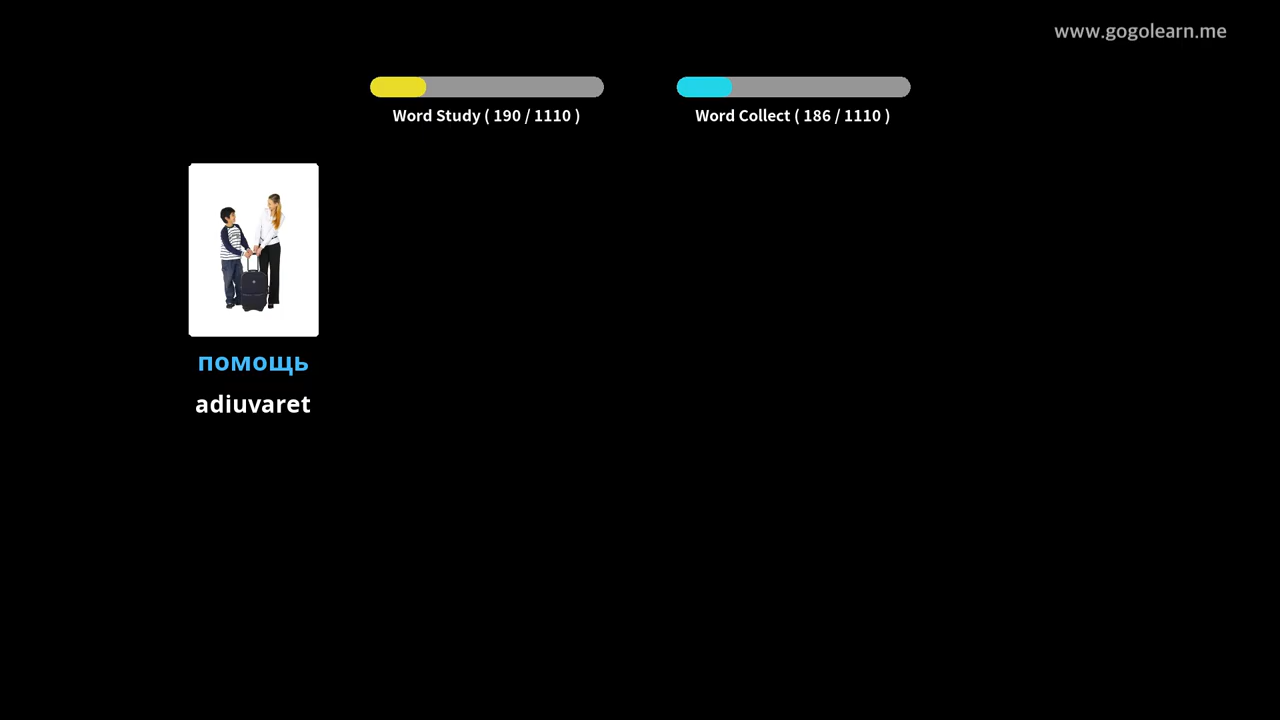 www.gogolearn.me
Word Study ( 190 / 1110 )
Word Collect ( 186 / 1110 )
помощь
adiuvaret